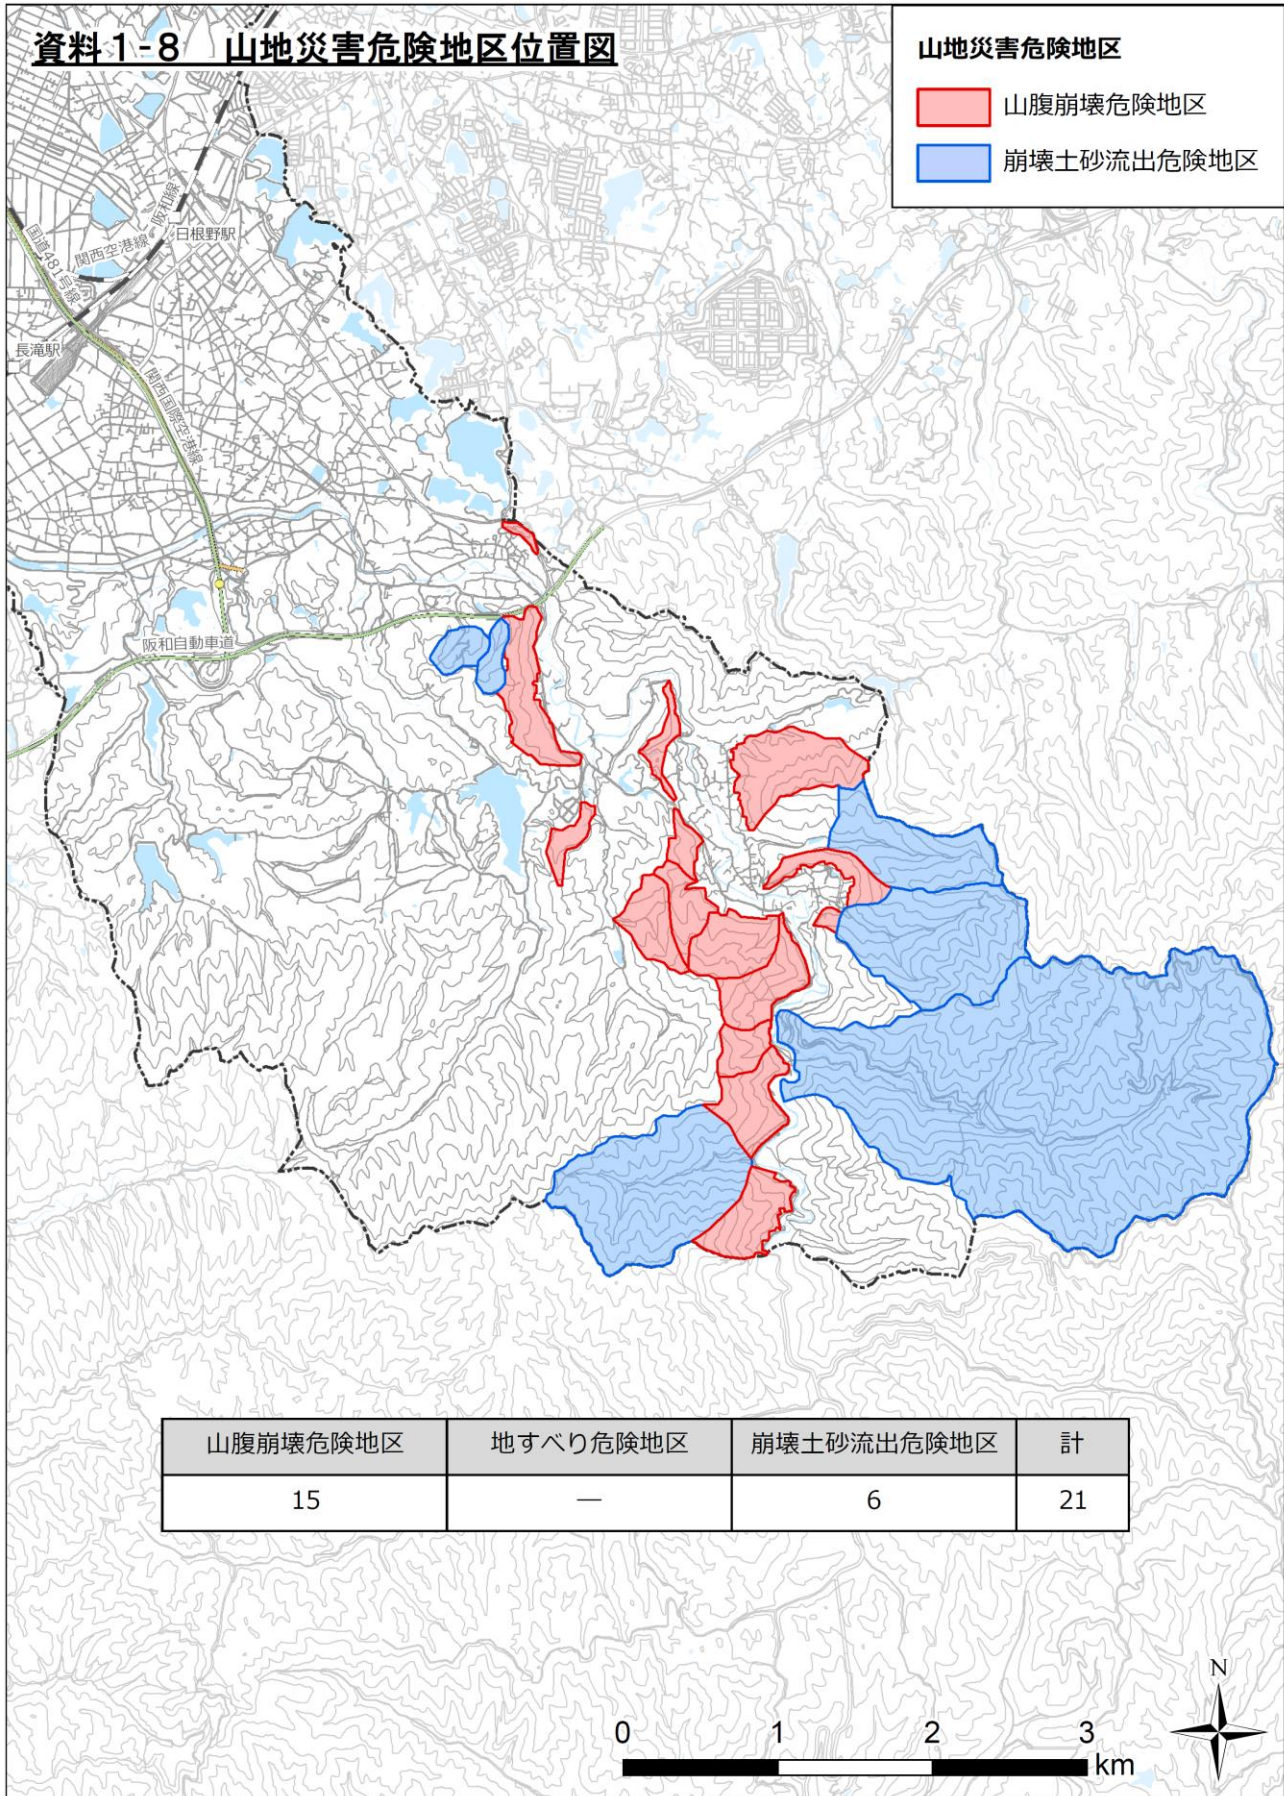 資料1-8 山地災害危険地区位置図
山地災害危険地区
山腹崩壊危険地区
崩壊土砂流出危険地区
阪和線
日根野駅
関西空港線
国道481号線
長滝駅
関西国際空港線
阪和自動車道
山腹崩壊危険地区 地すべり危険地区 崩壊土砂流出危険地区 計
15 — 6 21
N
0 1 2 3
km